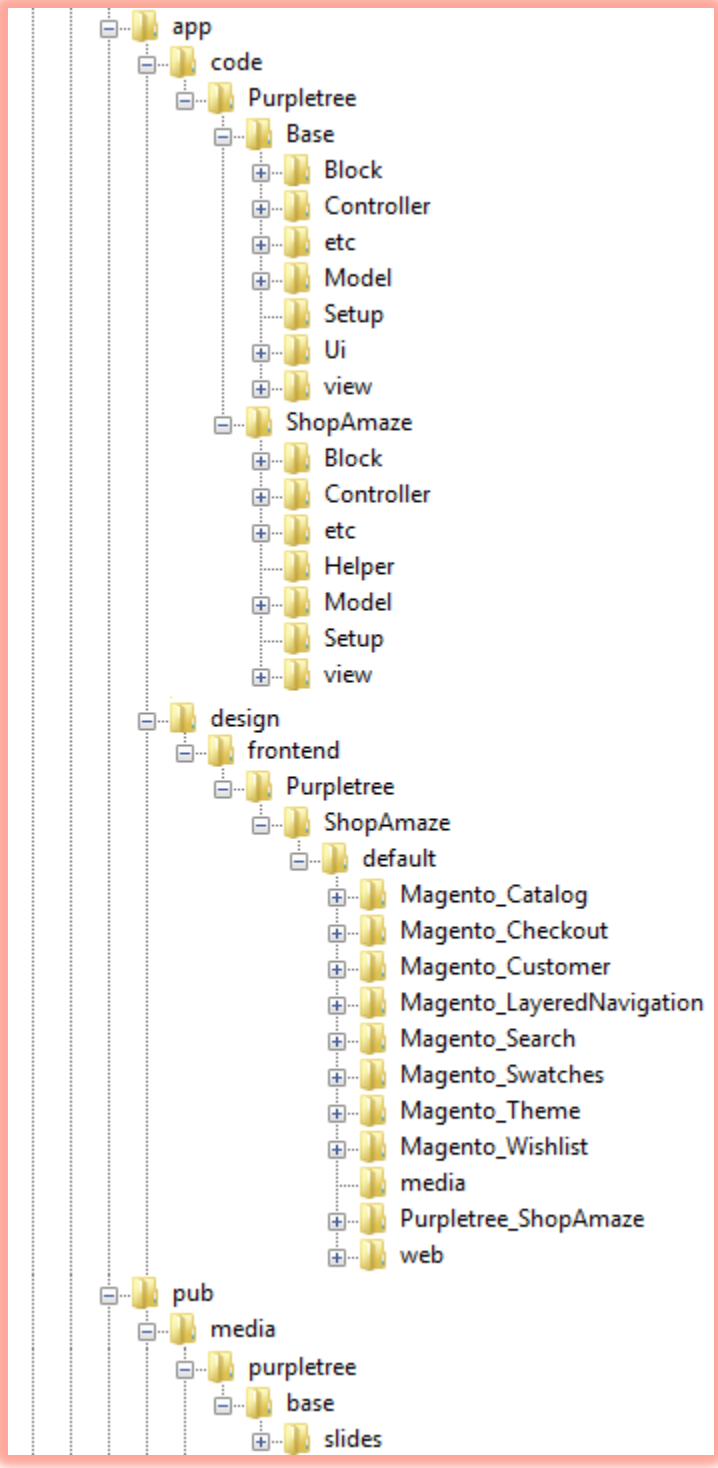 app
code
Purpletree
Base
Block
Controller
etc
Model
Setup
Ui
view
ShopAmaze
Block
Controller
etc
Helper
Model
Setup
view
design
frontend
Purpletree
ShopAmaze
default
Magento_Catalog
Magento_Checkout
Magento_Customer
Magento_LayeredNavigation
Magento_Search
Magento_Swatches
Magento_Theme
Magento_Wishlist
media
Purpletree_ShopAmaze
web
pub
media
purpletree
base
slides